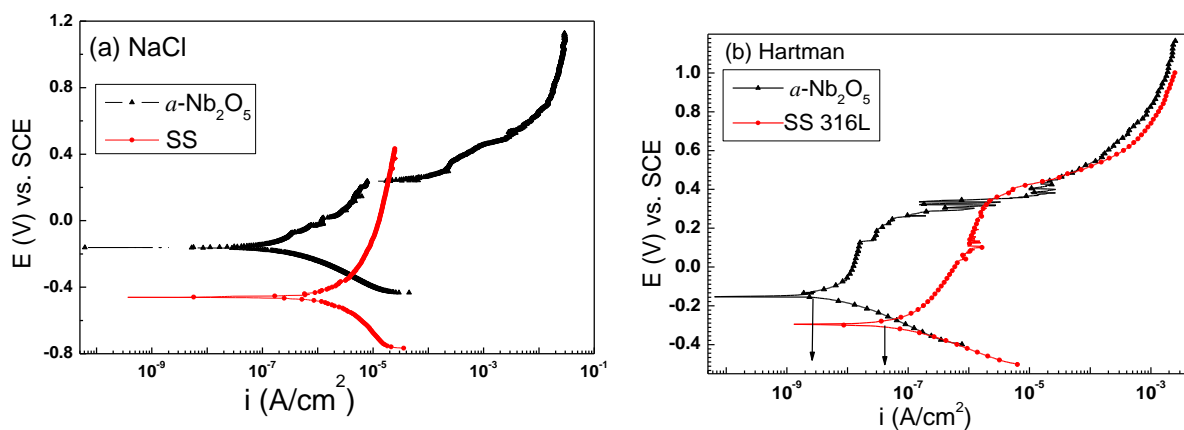 (a) NaCl
a-Nb₂O₅
SS
E (V) vs. SCE
1.2
0.8
0.4
0.0
-0.4
-0.8
10⁻⁹ 10⁻⁷ 10⁻⁵ 10⁻³ 10⁻¹
i (A/cm²)
(b) Hartman
a-Nb₂O₅
SS 316L
E (V) vs. SCE
1.0
0.8
0.6
0.4
0.2
0.0
-0.2
-0.4
10⁻⁹ 10⁻⁷ 10⁻⁵ 10⁻³
i (A/cm²)